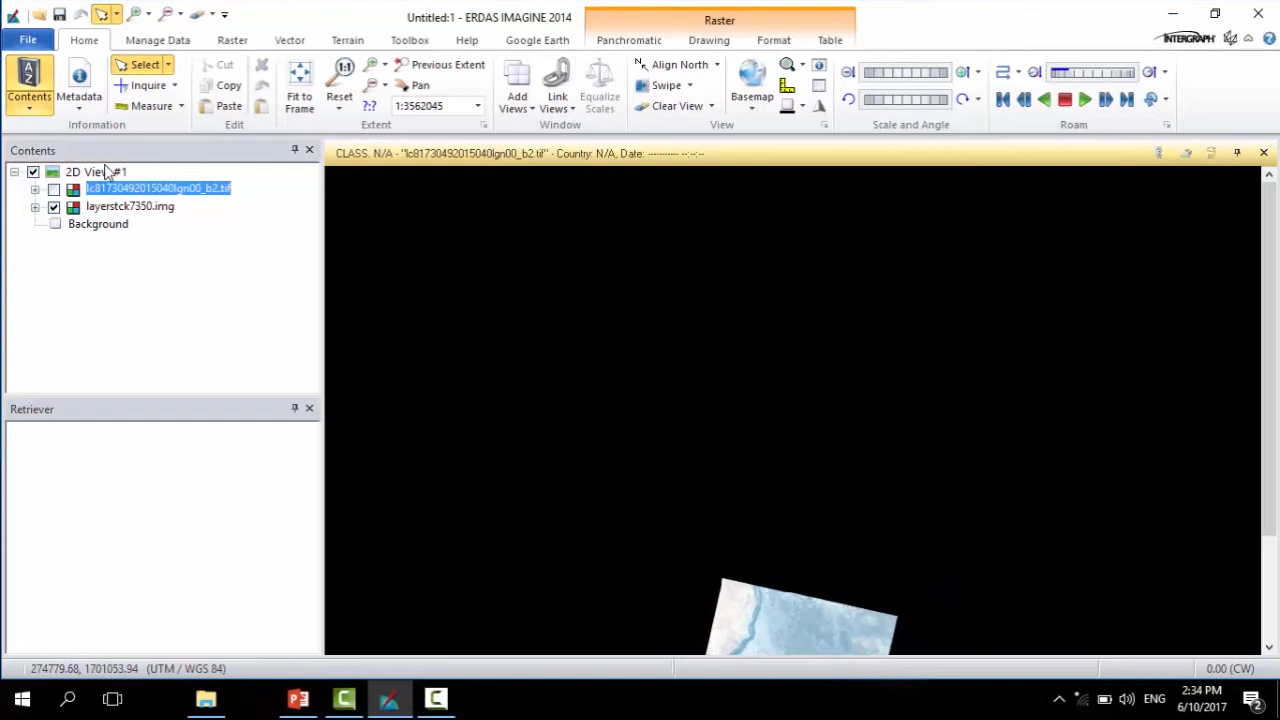 Untitled:1 - ERDAS IMAGINE 2014
Raster
File
Home
Manage Data
Raster
Vector
Terrain
Toolbox
Help
Google Earth
Panchromatic
Drawing
Format
Table
INTERGRAPH
Contents
Metadata
Select
Inquire
Measure
Information
Cut
Copy
Paste
Edit
Fit to Frame
Reset
Previous Extent
Pan
1:3562045
Extent
Add Views
Link Views
Equalize Scales
Window
Align North
Swipe
Clear View
Basemap
View
Scale and Angle
Roam
Contents
2D View #1
lc81730492015040lgn00_b2.tif
layerstck7350.img
Background
Retriever
CLASS. N/A - "lc81730492015040lgn00_b2.tif" - Country: N/A, Date: ----------- --:--:--
274779.68, 1701053.94 (UTM / WGS 84)
0.00 (CW)
ENG
2:34 PM
6/10/2017
2